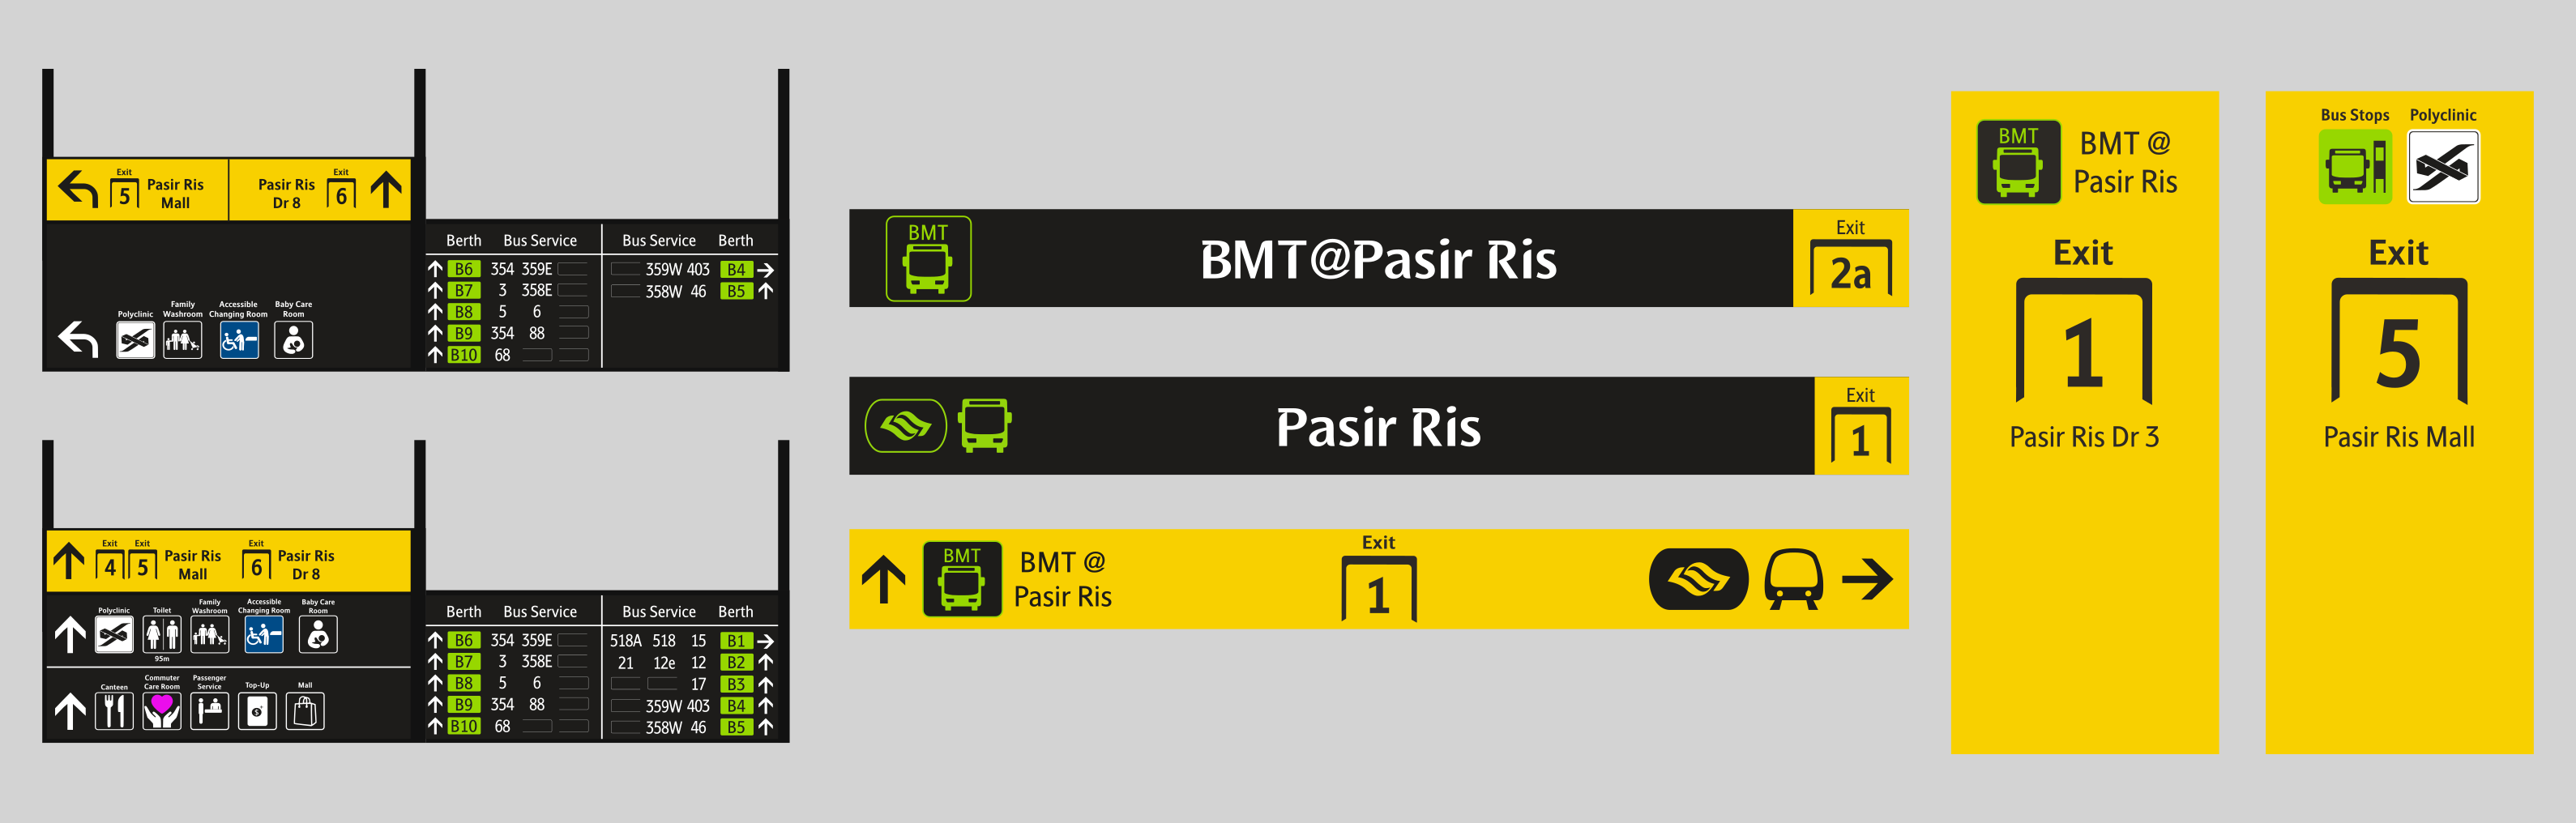 Exit
5
Pasir Ris
Mall
Pasir Ris
Dr 8
Exit
6
Polyclinic
Family
Washroom
Accessible
Changing Room
Baby Care
Room
Berth Bus Service Bus Service Berth
B6 354 359E 359W 403 B4
B7 3 358E 358W 46 B5
B8 5 6
B9 354 88
B10 68
Exit Exit
4 5
Pasir Ris
Mall
Exit
6
Pasir Ris
Dr 8
Polyclinic
Toilet
95m
Family
Washroom
Accessible
Changing Room
Baby Care
Room
Canteen
Commuter
Care Room
Passenger
Service
Top-Up
$
Mall
Berth Bus Service Bus Service Berth
B6 354 359E 518A 518 15 B1
B7 3 358E 21 12e 12 B2
B8 5 6 17 B3
B9 354 88 359W 403 B4
B10 68 358W 46 B5
BMT
BMT@Pasir Ris
Exit
2a
Pasir Ris
Exit
1
BMT
BMT @
Pasir Ris
Exit
1
BMT
BMT @
Pasir Ris
Exit
1
Pasir Ris Dr 3
Bus Stops Polyclinic
Exit
5
Pasir Ris Mall